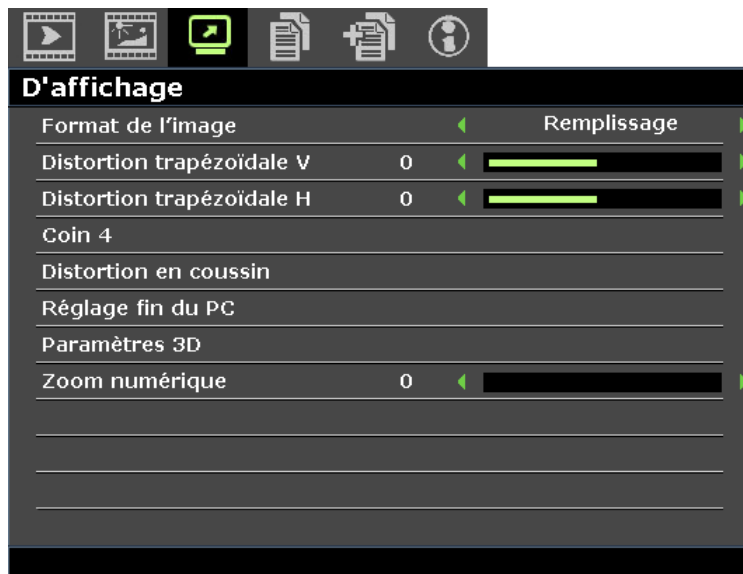 D'affichage
Format de l’image Remplissage
Distortion trapézoïdale V 0
Distortion trapézoïdale H 0
Coin 4
Distortion en coussin
Réglage fin du PC
Paramètres 3D
Zoom numérique 0